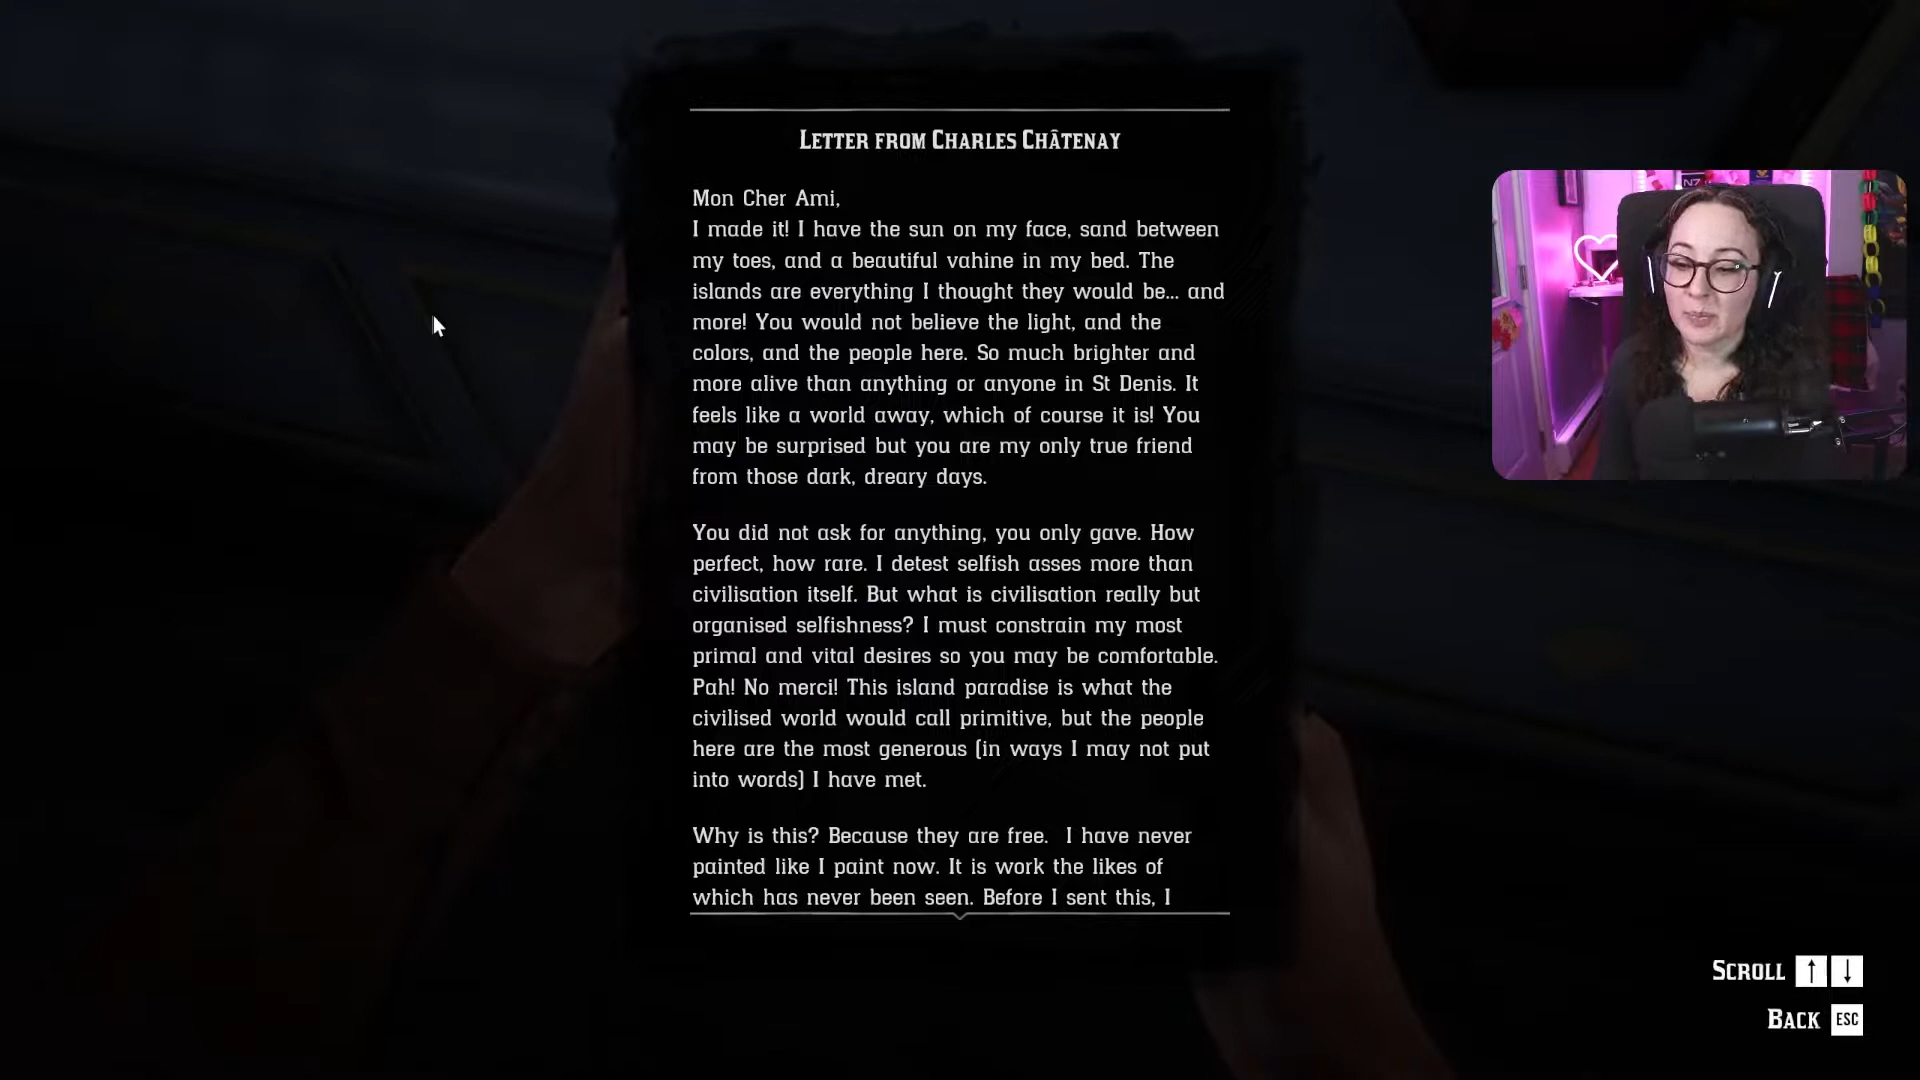 LETTER FROM CHARLES CHÂTENAY
Mon Cher Ami,
I made it! I have the sun on my face, sand between
my toes, and a beautiful vahine in my bed. The
islands are everything I thought they would be... and
more! You would not believe the light, and the
colors, and the people here. So much brighter and
more alive than anything or anyone in St Denis. It
feels like a world away, which of course it is! You
may be surprised but you are my only true friend
from those dark, dreary days.
You did not ask for anything, you only gave. How
perfect, how rare. I detest selfish asses more than
civilisation itself. But what is civilisation really but
organised selfishness? I must constrain my most
primal and vital desires so you may be comfortable.
Pah! No merci! This island paradise is what the
civilised world would call primitive, but the people
here are the most generous (in ways I may not put
into words) I have met.
Why is this? Because they are free. I have never
painted like I paint now. It is work the likes of
which has never been seen. Before I sent this, I
N7
SCROLL ↑ ↓
BACK ESC